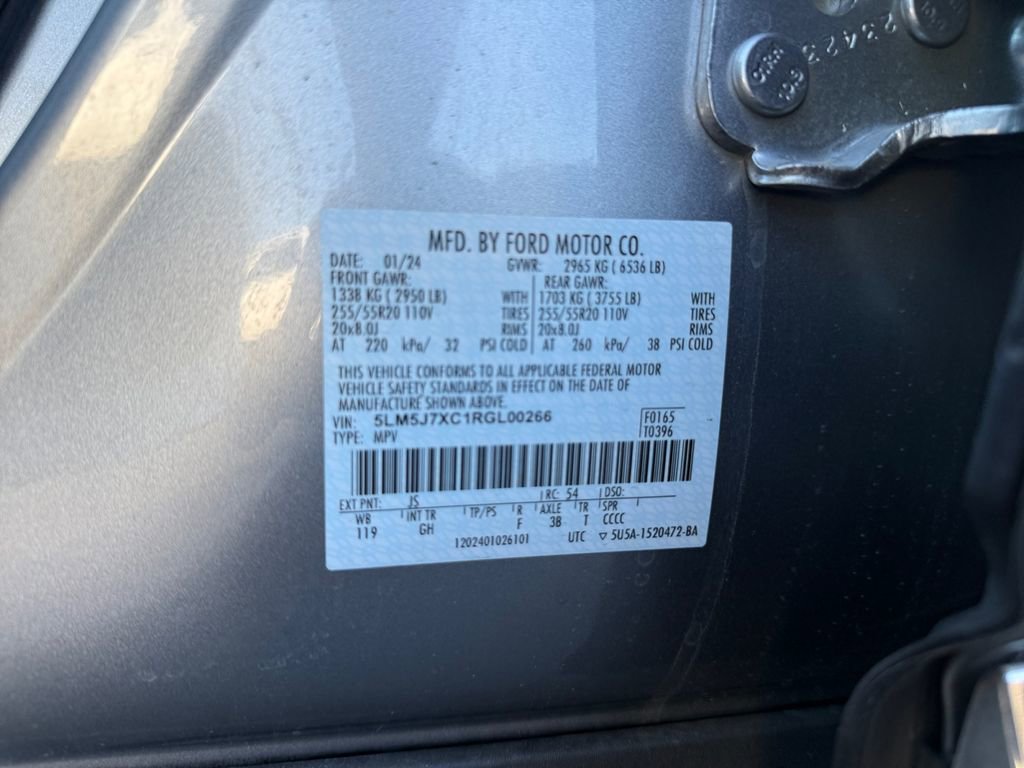 23423
MFD. BY FORD MOTOR CO.
DATE: 01/24 GVWR: 2965 KG ( 6536 LB)
FRONT GAWR: REAR GAWR:
1338 KG ( 2950 LB) WITH 1703 KG ( 3755 LB) WITH
255/55R20 110V TIRES 255/55R20 110V TIRES
20x8.0J RIMS 20x8.0J RIMS
AT 220 kPa/ 32 PSI COLD AT 260 kPa/ 38 PSI COLD
THIS VEHICLE CONFORMS TO ALL APPLICABLE FEDERAL MOTOR
VEHICLE SAFETY STANDARDS IN EFFECT ON THE DATE OF
MANUFACTURE SHOWN ABOVE.
VIN: 5LM5J7XC1RGL00266 F0165
TYPE: MPV T0396
EXT PNT: JS RC: 54 DSO:
WB INT TR TP/PS R AXLE TR SPR
119 GH F 38 T CCCC
1202401026101 UTC ▽ 5U5A-1520472-BA